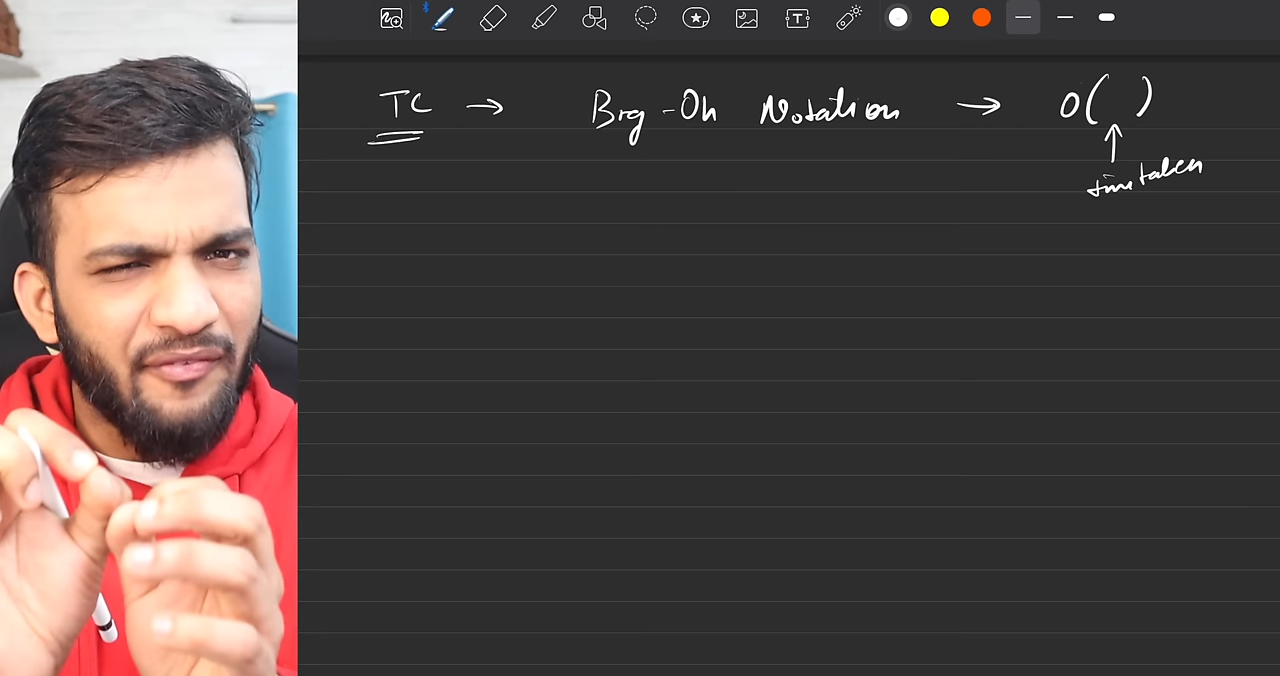 TC → Big-Oh Notation → O( )
↑
time taken